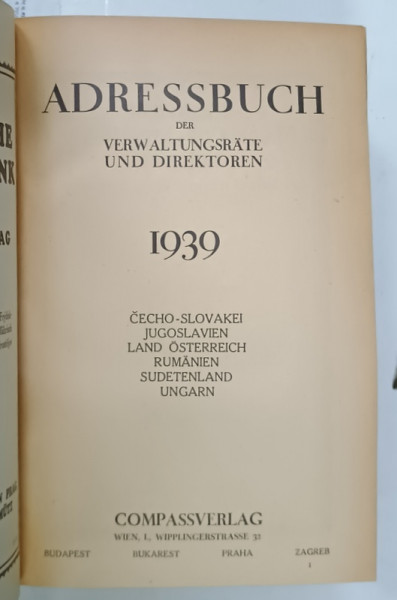 ADRESSBUCH
DER
VERWALTUNGSRÄTE
UND DIREKTOREN
1939
ČECHO-SLOVAKEI
JUGOSLAVIEN
LAND ÖSTERREICH
RUMÄNIEN
SUDETENLAND
UNGARN
COMPASSVERLAG
WIEN, I., WIPPLINGERSTRASSE 32
BUDAPEST BUKAREST PRAHA ZAGREB
1